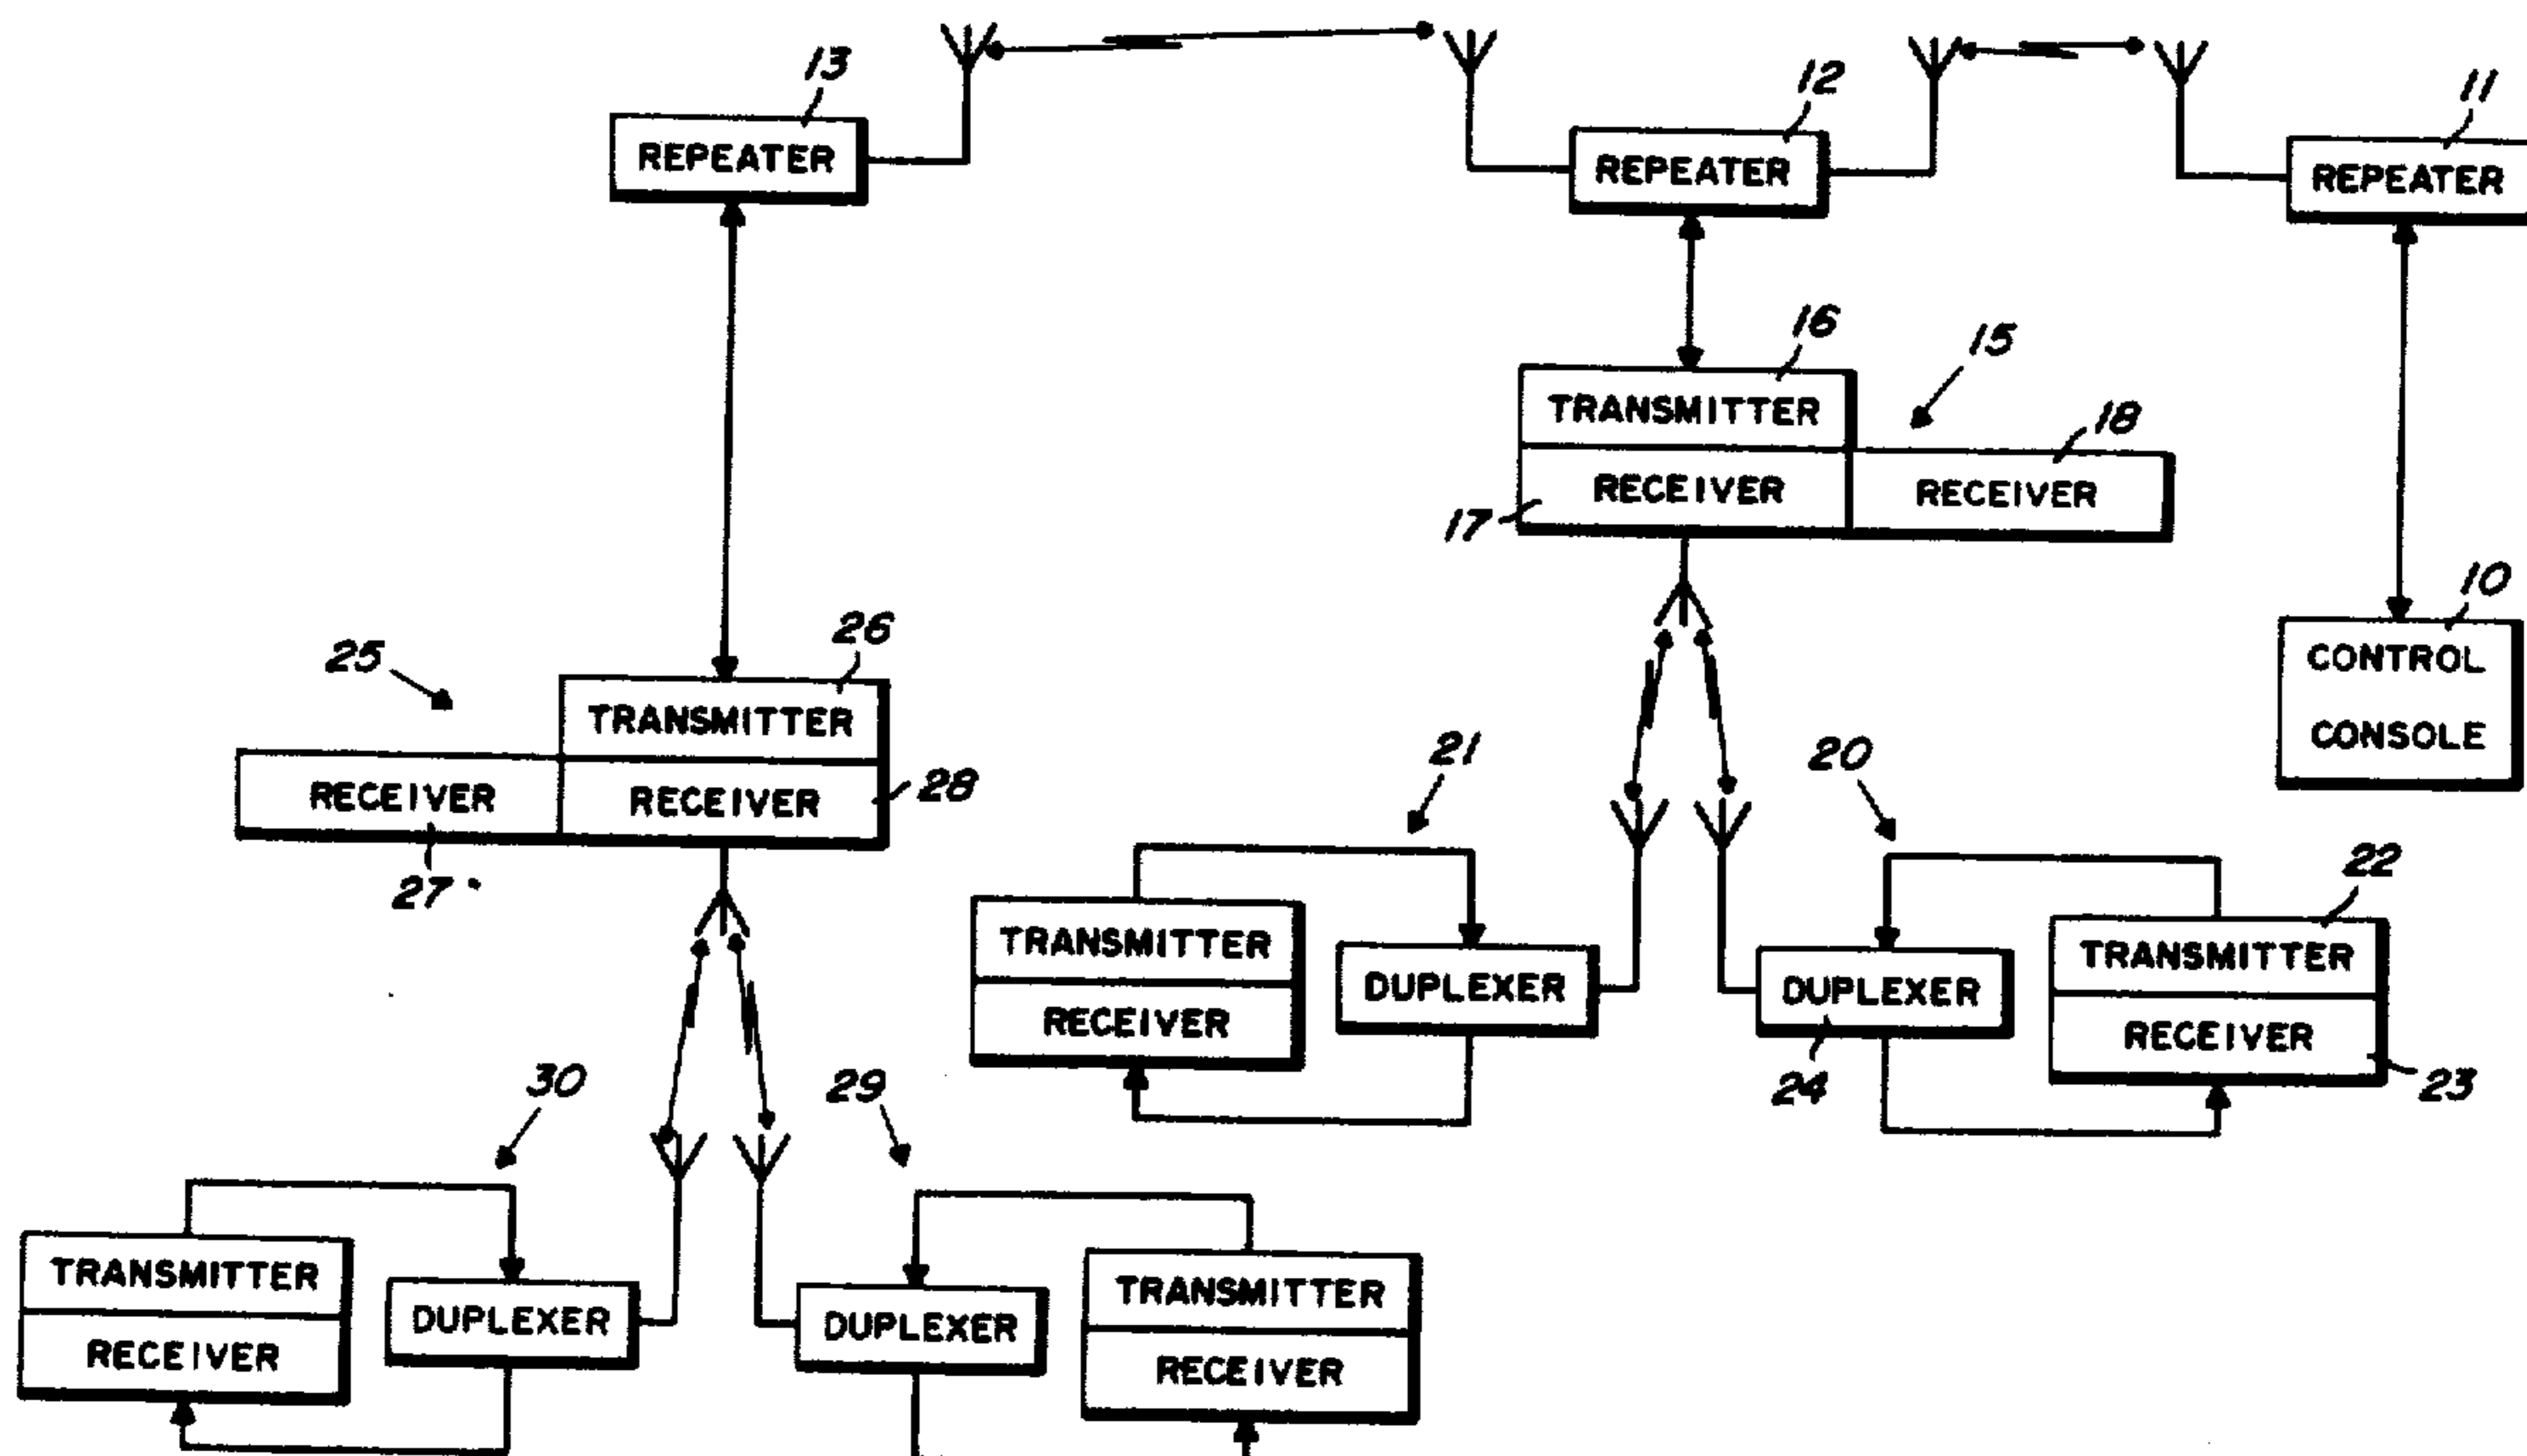 13
12
11
REPEATER
REPEATER
REPEATER
16
15
TRANSMITTER
18
RECEIVER
RECEIVER
17
10
CONTROL
CONSOLE
25
26
TRANSMITTER
RECEIVER
RECEIVER
28
27
21
20
22
TRANSMITTER
RECEIVER
DUPLEXER
DUPLEXER
24
TRANSMITTER
RECEIVER
23
30
29
TRANSMITTER
RECEIVER
DUPLEXER
DUPLEXER
TRANSMITTER
RECEIVER